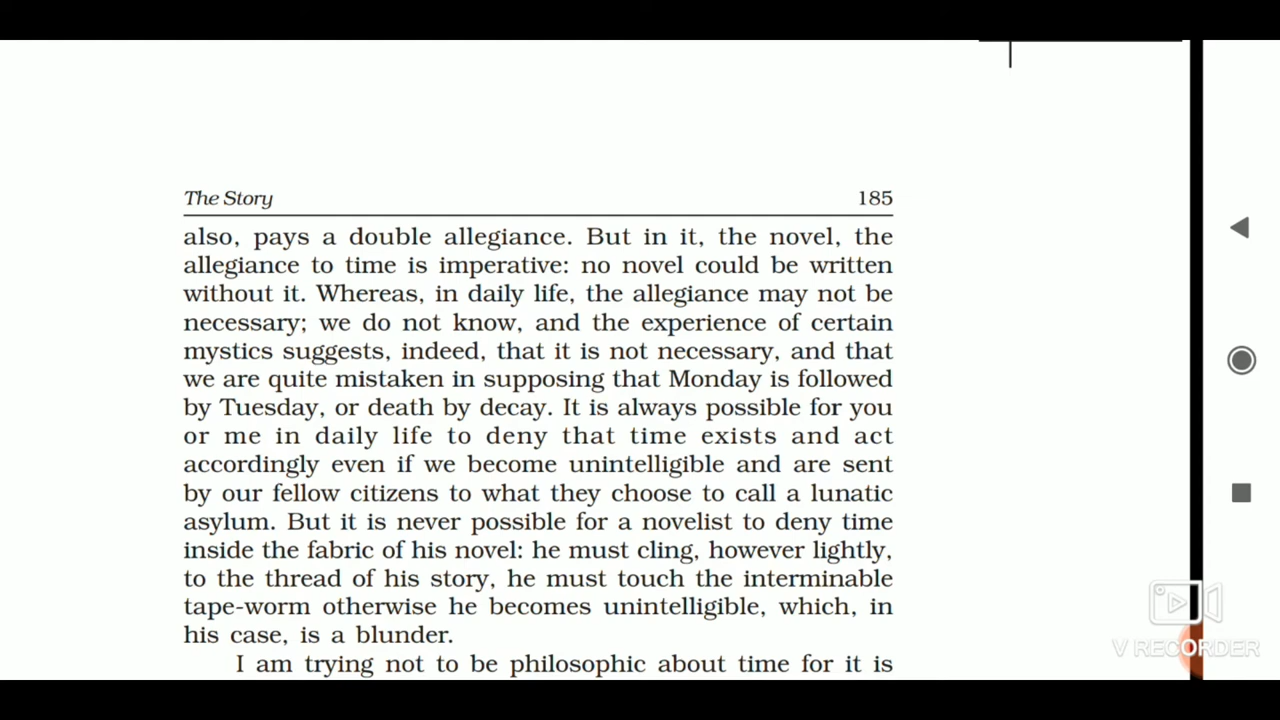 The Story 185
also, pays a double allegiance. But in it, the novel, the
allegiance to time is imperative: no novel could be written
without it. Whereas, in daily life, the allegiance may not be
necessary; we do not know, and the experience of certain
mystics suggests, indeed, that it is not necessary, and that
we are quite mistaken in supposing that Monday is followed
by Tuesday, or death by decay. It is always possible for you
or me in daily life to deny that time exists and act
accordingly even if we become unintelligible and are sent
by our fellow citizens to what they choose to call a lunatic
asylum. But it is never possible for a novelist to deny time
inside the fabric of his novel: he must cling, however lightly,
to the thread of his story, he must touch the interminable
tape-worm otherwise he becomes unintelligible, which, in
his case, is a blunder.
I am trying not to be philosophic about time for it is
V RECORDER